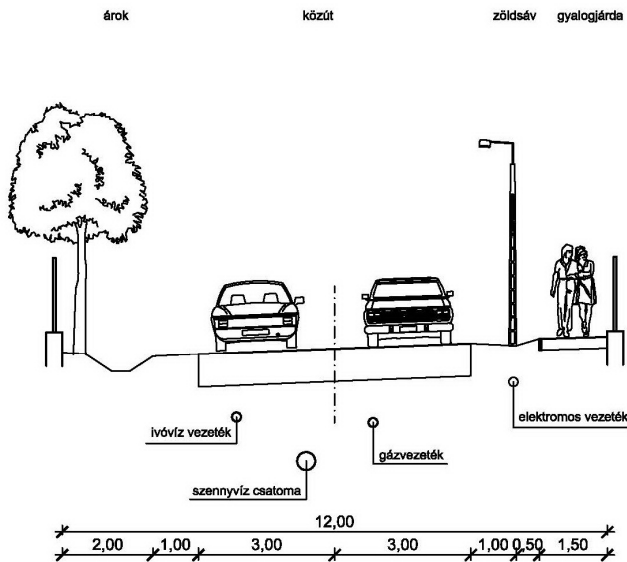 árok közút zöldsáv gyalogjárda
ivóvíz vezeték
elektromos vezeték
gázvezeték
szennyvíz csatorna
12,00
2,00 1,00 3,00 3,00 1,00 0,50 1,50